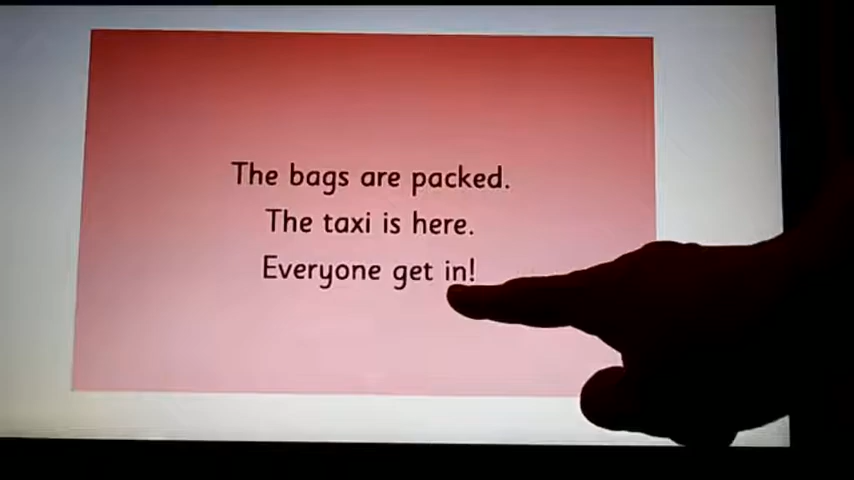 The bags are packed.
The taxi is here.
Everyone get in!